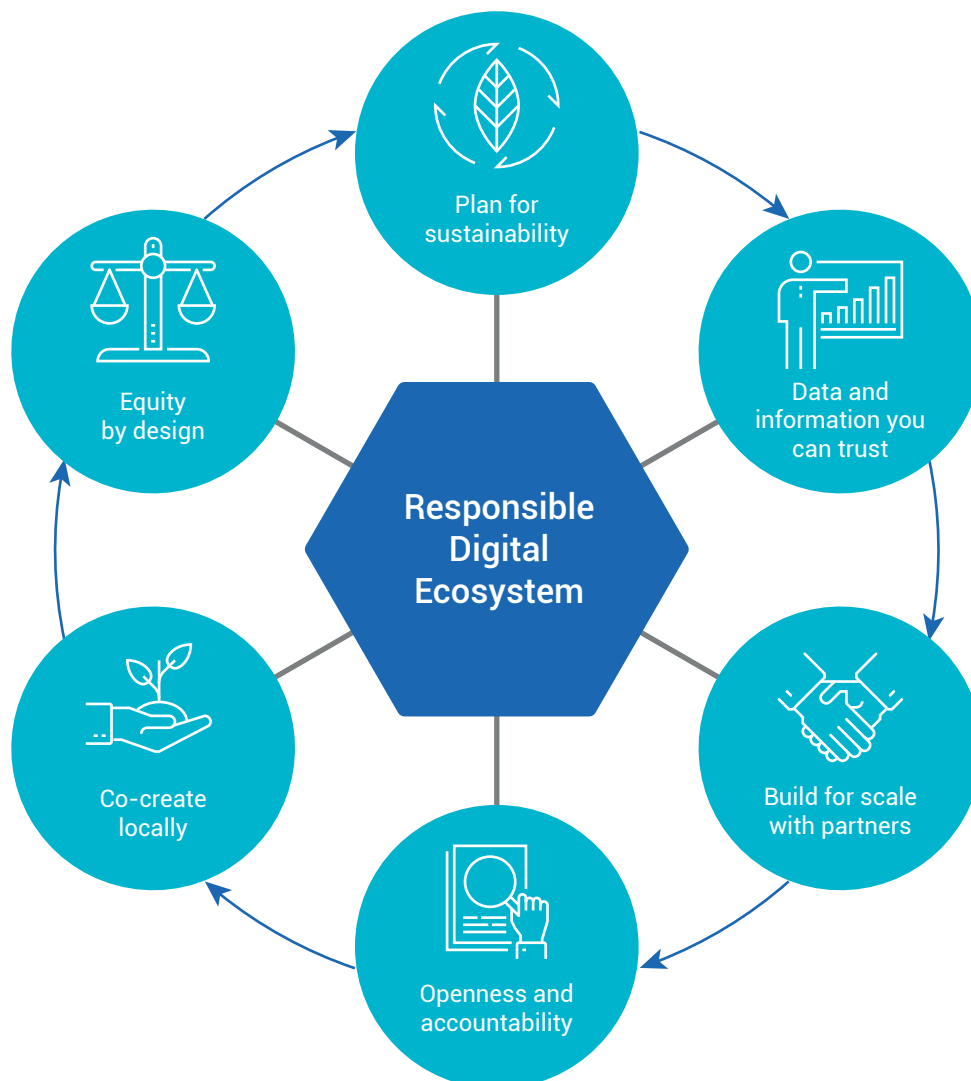 Plan for
sustainability
Data and
information you
can trust
Build for scale
with partners
Openness and
accountability
Co-create
locally
Equity
by design
Responsible
Digital
Ecosystem